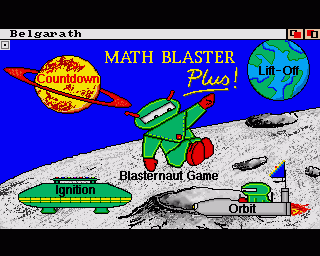 Belgarath
MATH BLASTER
Plus!
Countdown
Lift-Off
Blasternaut Game
Ignition
Orbit